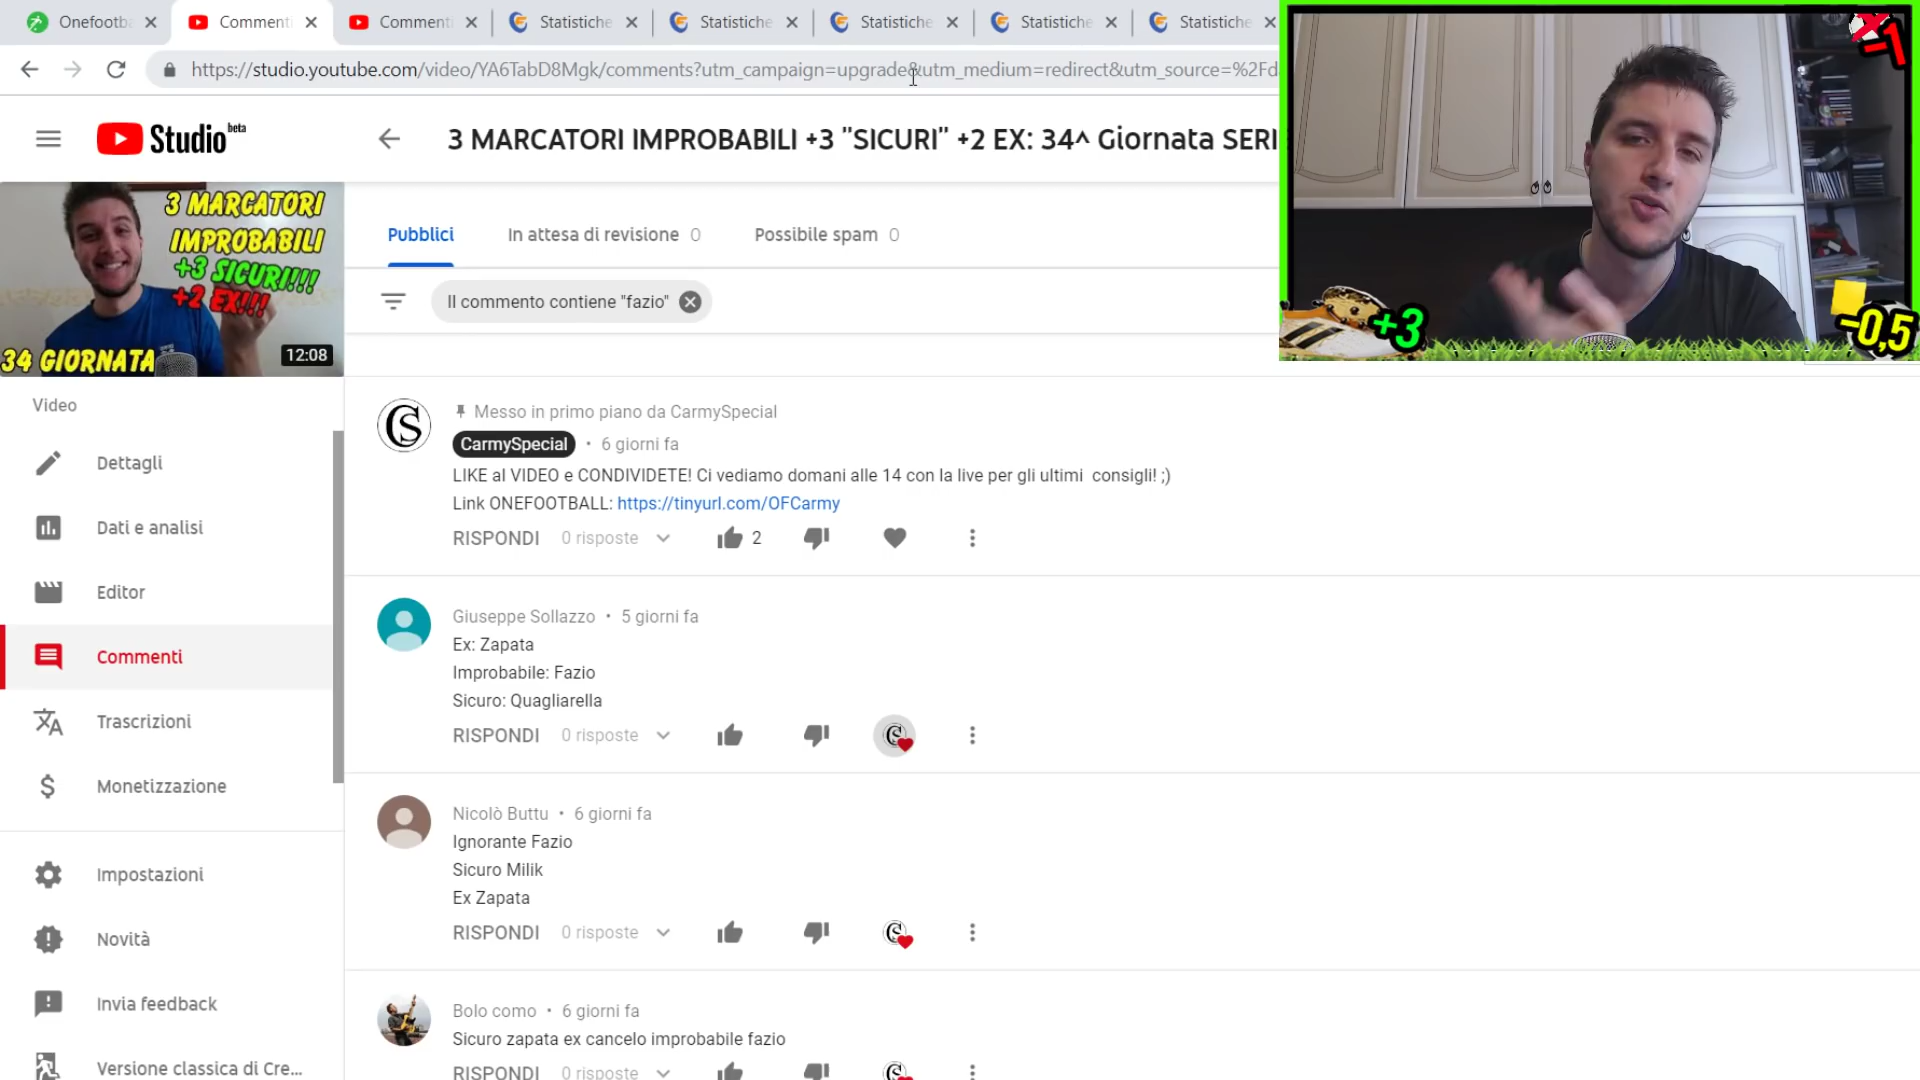 Onefootba
Commenti
Commenti
Statistiche
Statistiche
Statistiche
Statistiche
Statistiche
https://studio.youtube.com/video/YA6TabD8Mgk/comments?utm_campaign=upgrade&utm_medium=redirect&utm_source=%2Fd
Studio beta
3 MARCATORI IMPROBABILI +3 "SICURI" +2 EX: 34^ Giornata SERI
-1
+3
-0,5
3 MARCATORI
IMPROBABILI
+3 SICURI!!!
+2 EX!!!
34 GIORNATA
12:08
Pubblici
In attesa di revisione 0
Possibile spam 0
Il commento contiene "fazio"
Video
Dettagli
Dati e analisi
Editor
Commenti
Trascrizioni
Monetizzazione
Impostazioni
Novità
Invia feedback
Versione classica di Cre...
CS
Messo in primo piano da CarmySpecial
CarmySpecial • 6 giorni fa
LIKE al VIDEO e CONDIVIDETE! Ci vediamo domani alle 14 con la live per gli ultimi consigli! ;)
Link ONEFOOTBALL: https://tinyurl.com/OFCarmy
RISPONDI 0 risposte 2
Giuseppe Sollazzo • 5 giorni fa
Ex: Zapata
Improbabile: Fazio
Sicuro: Quagliarella
RISPONDI 0 risposte
Nicolò Buttu • 6 giorni fa
Ignorante Fazio
Sicuro Milik
Ex Zapata
RISPONDI 0 risposte
Bolo como • 6 giorni fa
Sicuro zapata ex cancelo improbabile fazio
RISPONDI 0 risposte